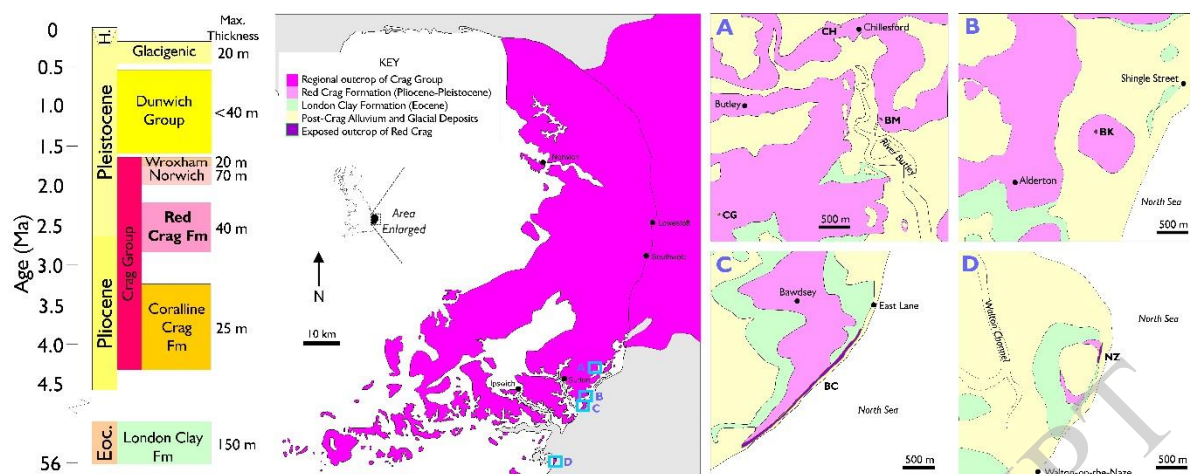 Max.
Thickness
0
0.5
1.0
1.5
2.0
2.5
3.0
3.5
4.0
4.5
56
Age (Ma)
H.
Pleistocene
Pliocene
Eoc.
Glacigenic
20 m
Dunwich
Group
<40 m
Wroxham
20 m
Norwich
70 m
Crag Group
Red
Crag Fm
40 m
Coralline
Crag
Fm
25 m
London Clay
Fm
150 m
KEY
Regional outcrop of Crag Group
Red Crag Formation (Pliocene-Pleistocene)
London Clay Formation (Eocene)
Post-Crag Alluvium and Glacial Deposits
Exposed outcrop of Red Crag
Area
Enlarged
N
10 km
Norwich
Lowestoft
Southwold
Ipswich
Sutton
A
B
C
D
A
CH
Chillesford
Butley
BM
River Butley
CG
500 m
B
Shingle Street
BK
Alderton
North Sea
500 m
C
Bawdsey
East Lane
BC
North Sea
500 m
D
Walton Channel
North Sea
NZ
Walton-on-the-Naze
500 m
PT